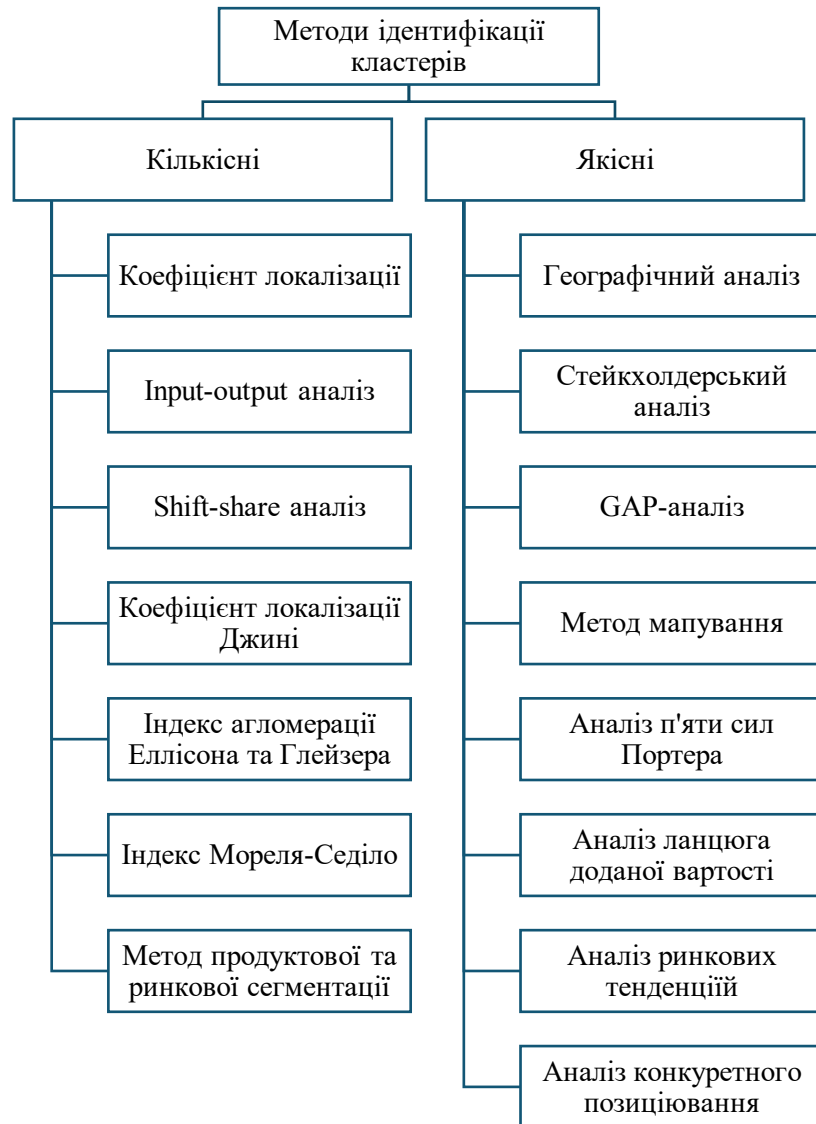 Методи ідентифікації
кластерів
Кількісні
Якісні
Коефіцієнт локалізації
Input-output аналіз
Shift-share аналіз
Коефіцієнт локалізації
Джині
Індекс агломерації
Еллісона та Глейзера
Індекс Мореля-Седіло
Метод продуктової та
ринкової сегментації
Географічний аналіз
Стейкхолдерський
аналіз
GAP-аналіз
Метод мапування
Аналіз п'яти сил
Портера
Аналіз ланцюга
доданої вартості
Аналіз ринкових
тенденціїй
Аналіз конкуретного
позиціювання